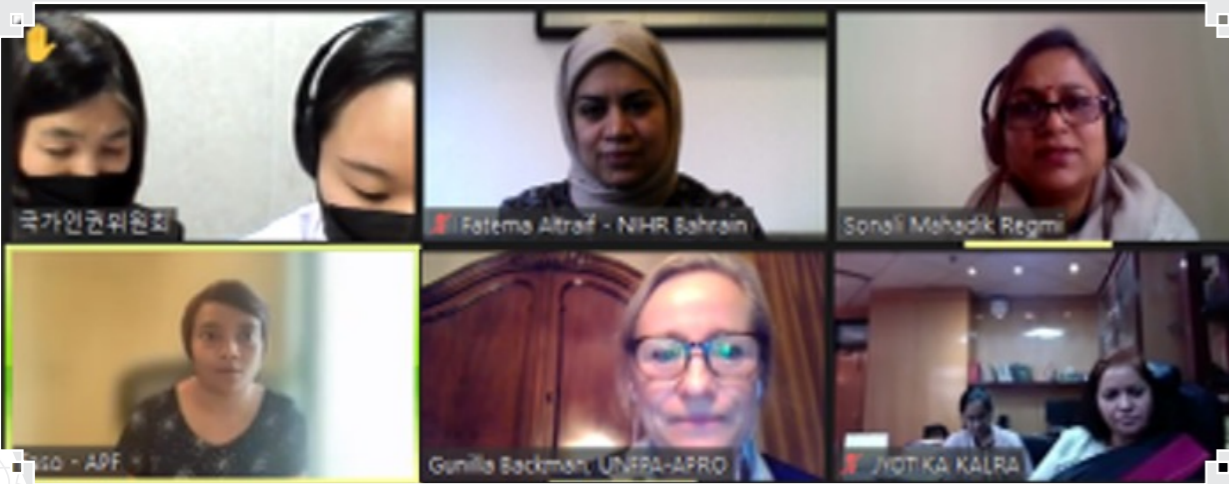 국가인권위원회
Fatema Altraif - NIHR Bahrain
Sonali Mahadik Regmi
- APF
Gunilla Backman, UNFPA-APRO
JYOTIKA KALRA